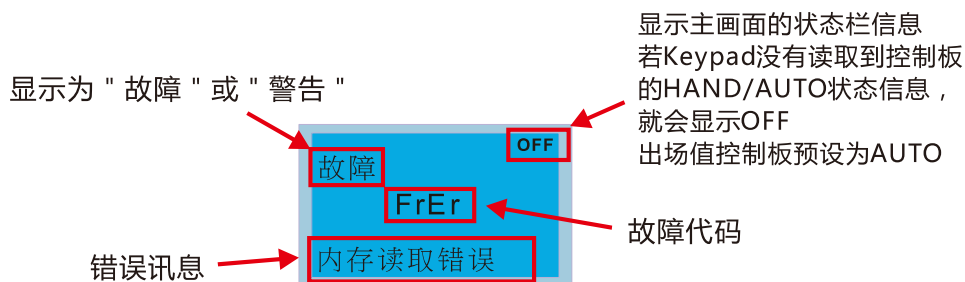 显示主画面的状态栏信息
若Keypad没有读取到控制板
的HAND/AUTO状态信息，
就会显示OFF
出场值控制板预设为AUTO
显示为＂故障＂或＂警告＂
OFF
故障
FrEr
故障代码
内存读取错误
错误讯息